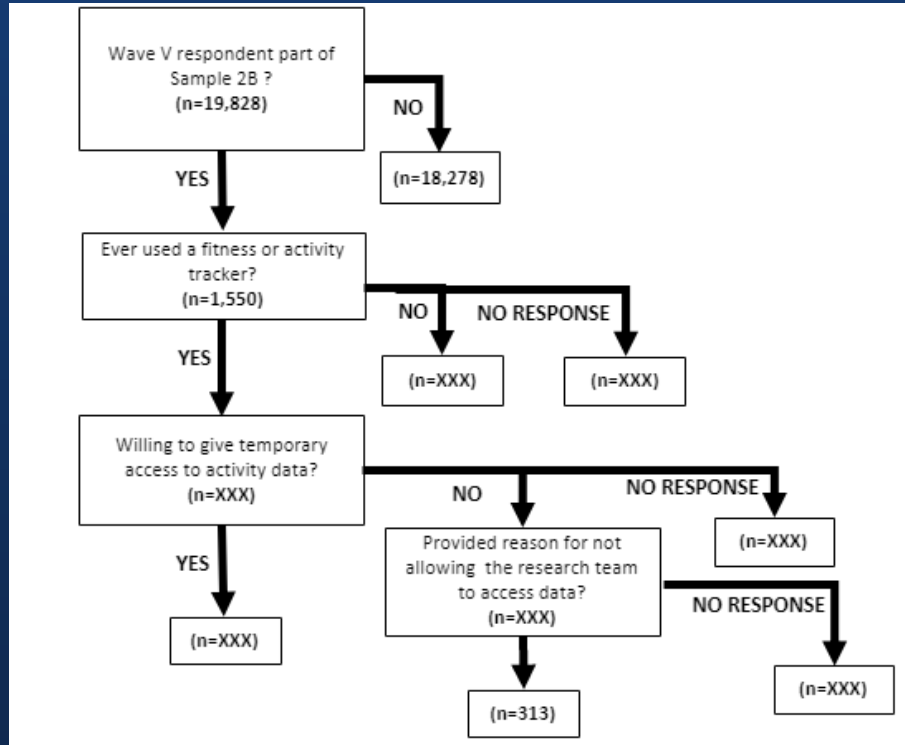 Wave V respondent part of
Sample 2B ?
(n=19,828)
NO
(n=18,278)
YES
Ever used a fitness or activity
tracker?
(n=1,550)
NO
NO RESPONSE
(n=XXX)
(n=XXX)
YES
Willing to give temporary
access to activity data?
(n=XXX)
NO
NO RESPONSE
(n=XXX)
YES
(n=XXX)
Provided reason for not
allowing the research team
to access data?
(n=XXX)
NO RESPONSE
(n=XXX)
(n=313)